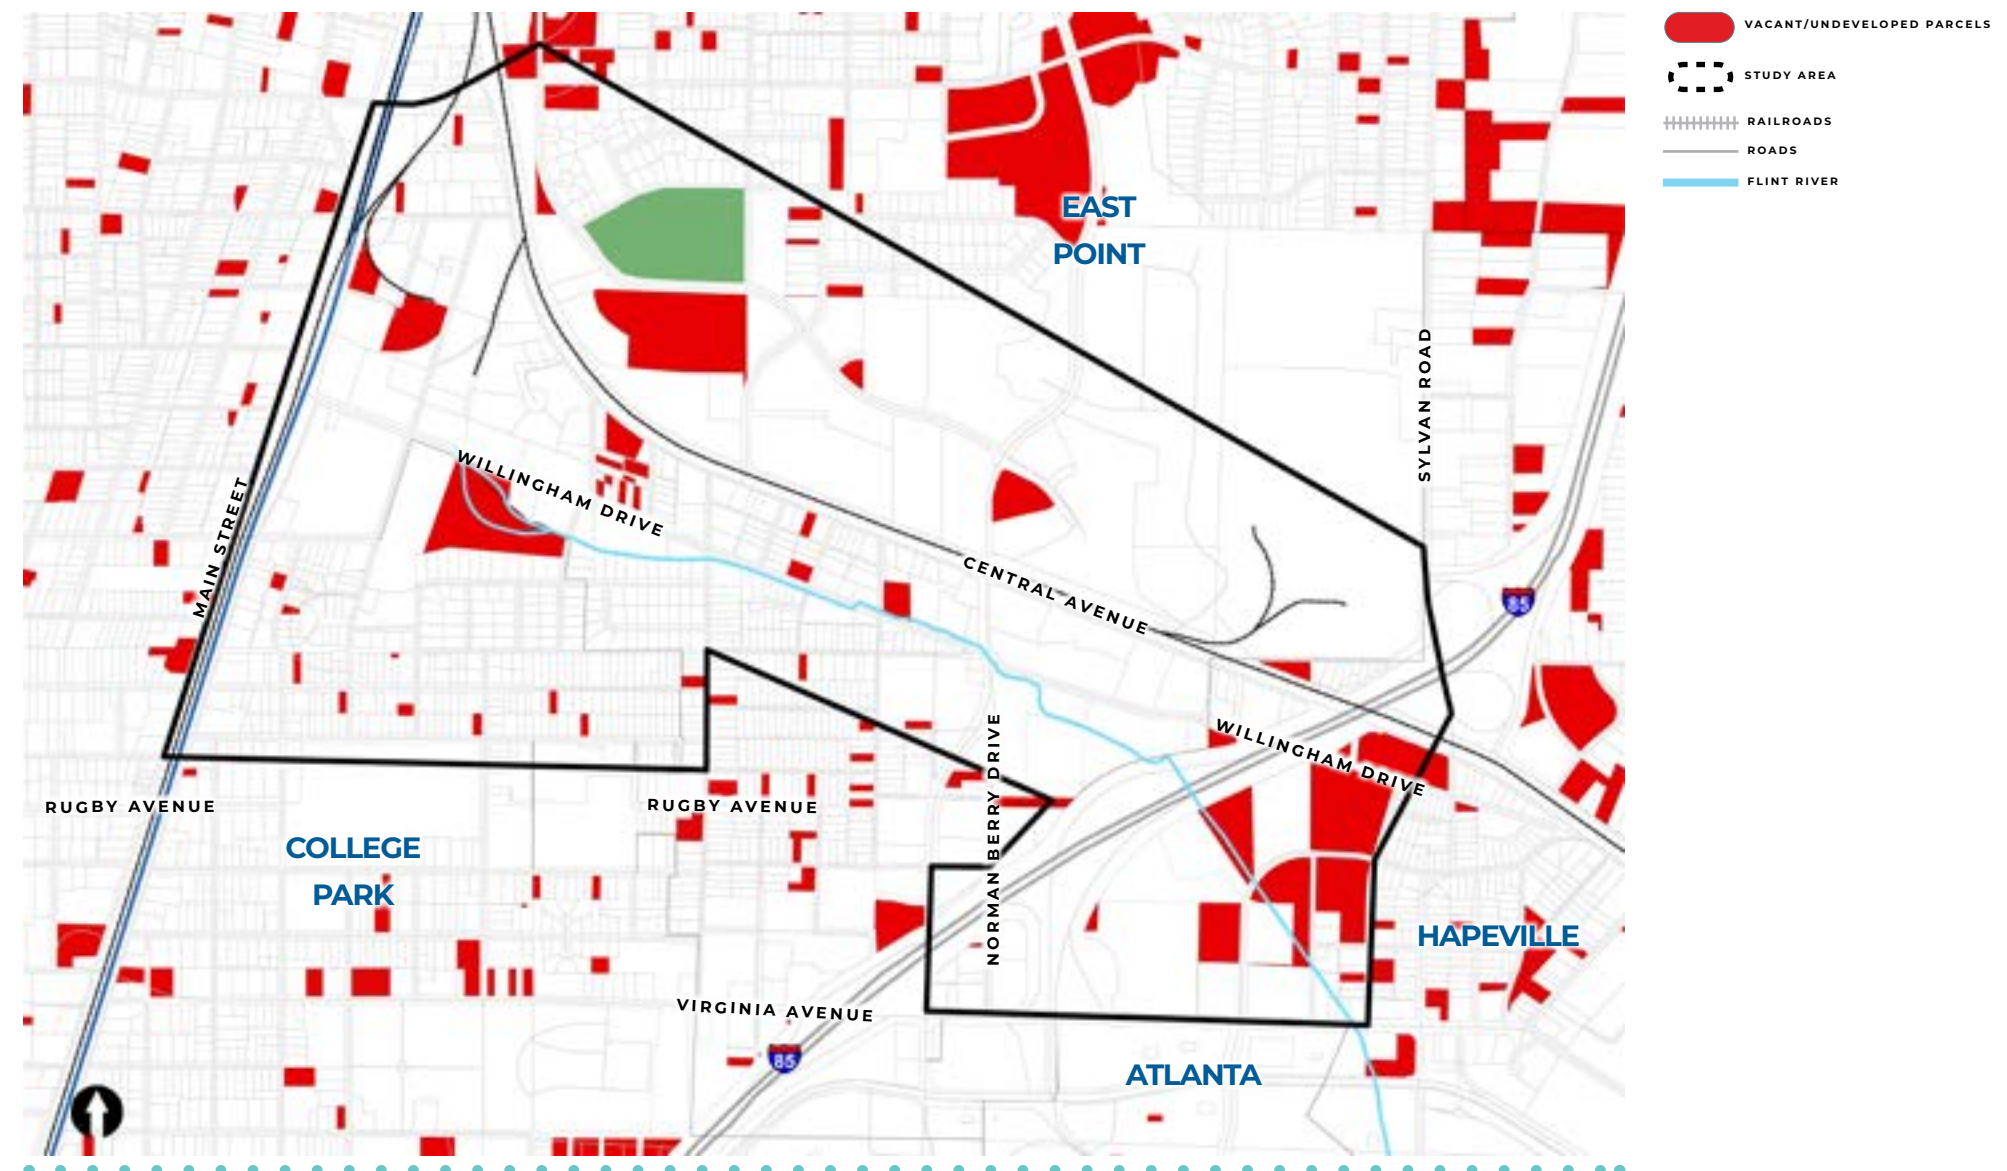 VACANT/UNDEVELOPED PARCELS
STUDY AREA
RAILROADS
ROADS
FLINT RIVER
EAST
POINT
SYLVAN ROAD
MAIN STREET
WILLINGHAM DRIVE
CENTRAL AVENUE
85
WILLINGHAM DRIVE
NORMAN BERRY DRIVE
RUGBY AVENUE
RUGBY AVENUE
COLLEGE
PARK
HAPEVILLE
VIRGINIA AVENUE
85
ATLANTA